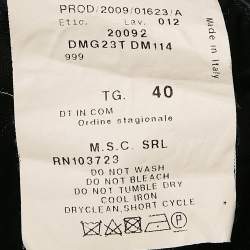 PROD/2009/01623/A
Etic. Lav. 012
20092
DMG23T DM114
999
Made in Italy
TG. 40
DT IN.COM
Ordine stagionale
M.S.C. SRL
RN103723
DO NOT WASH
DO NOT BLEACH
DO NOT TUMBLE DRY
COOL IRON
DRYCLEAN,SHORT CYCLE
P